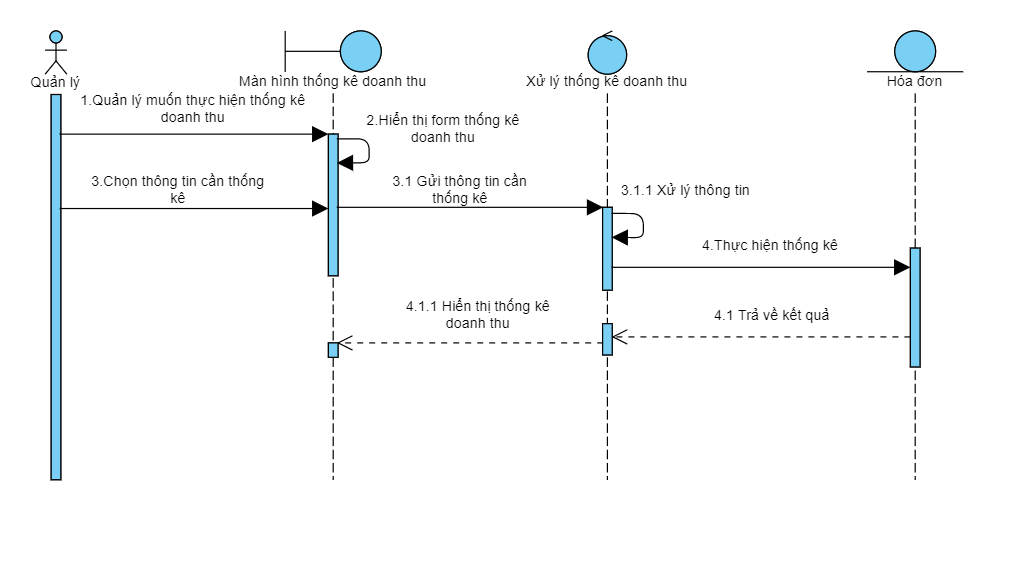 Quản lý
Màn hình thống kê doanh thu
Xử lý thống kê doanh thu
Hóa đơn
1.Quản lý muốn thực hiện thống kê
doanh thu
2.Hiển thị form thống kê
doanh thu
3.Chọn thông tin cần thống
kê
3.1 Gửi thông tin cần
thống kê
3.1.1 Xử lý thông tin
4.Thực hiện thống kê
4.1 Trả về kết quả
4.1.1 Hiển thị thống kê
doanh thu